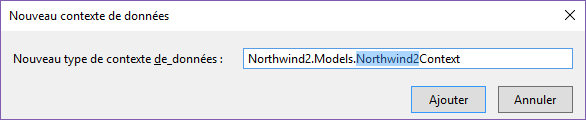 Nouveau contexte de données
Nouveau type de contexte de_données : Northwind2.Models.Northwind2Context
Ajouter Annuler